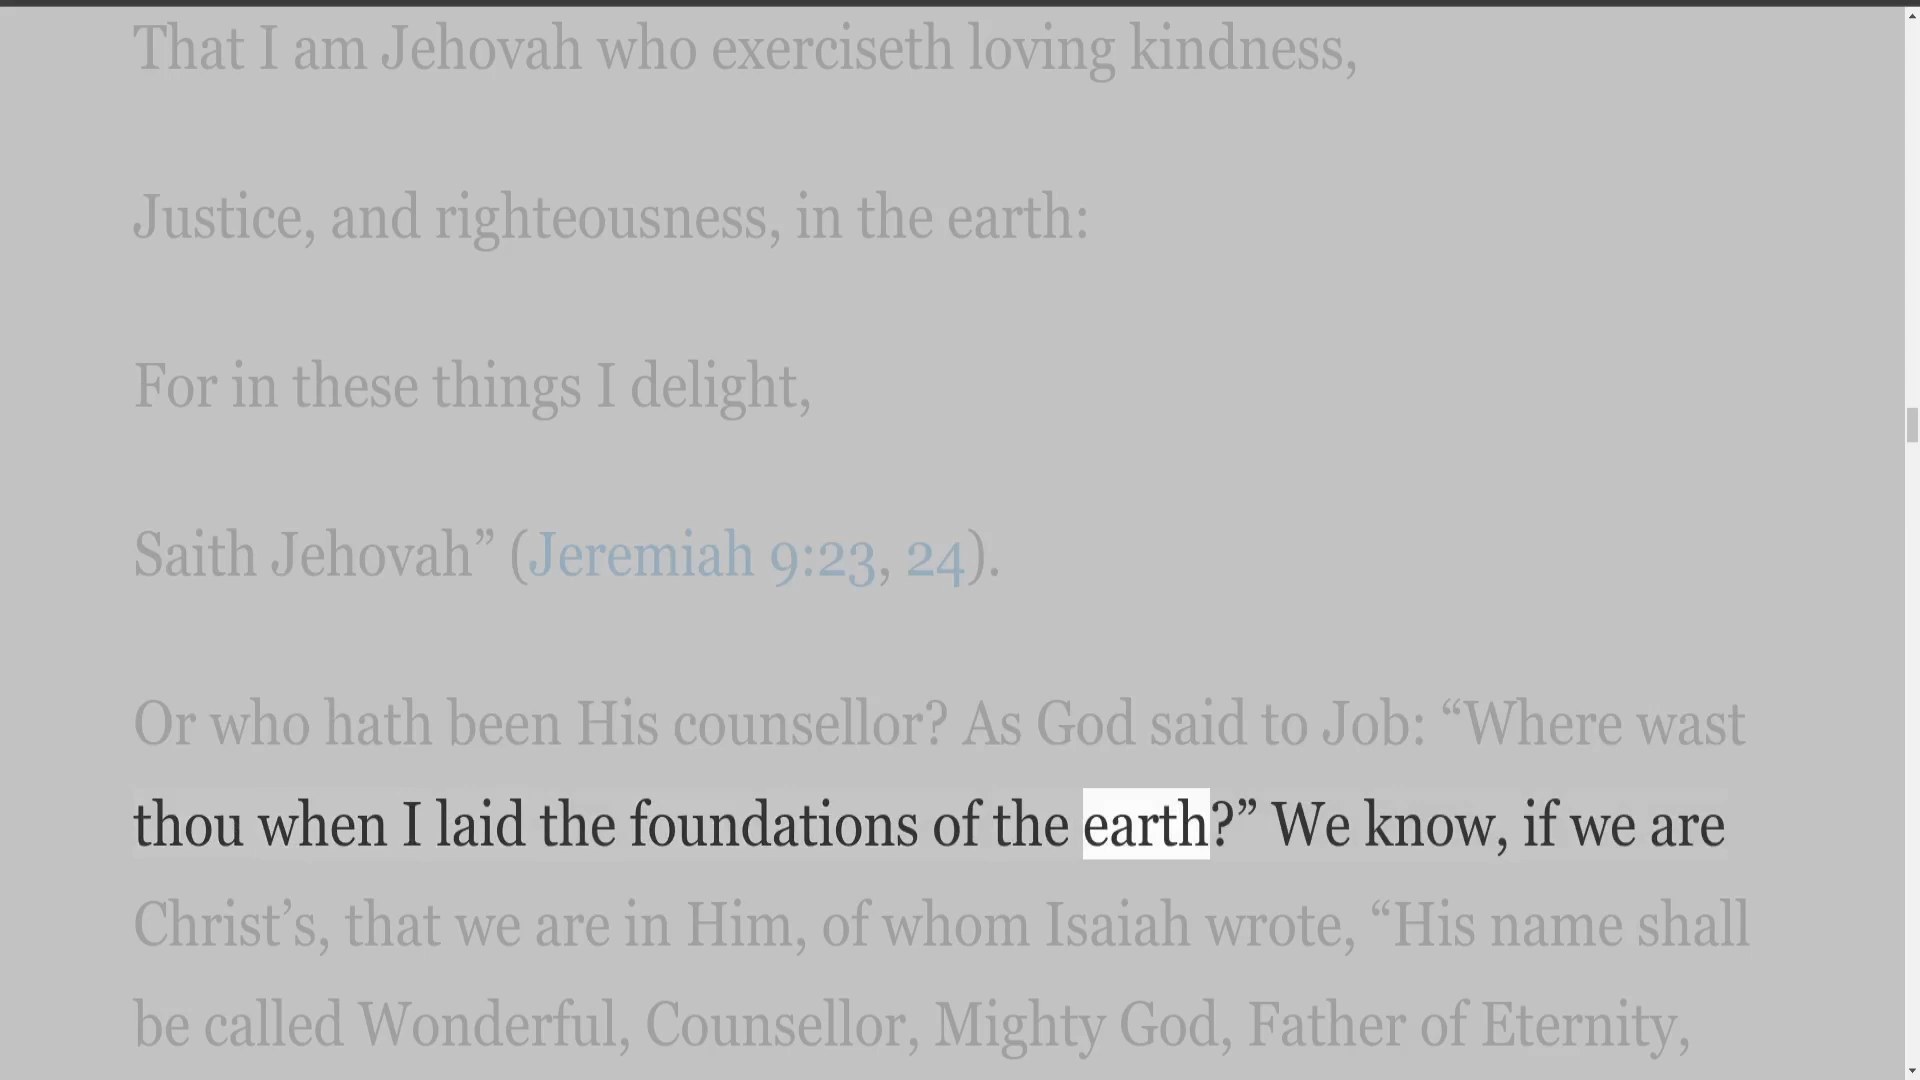 That I am Jehovah who exerciseth loving kindness,
Justice, and righteousness, in the earth:
For in these things I delight,
Saith Jehovah” (Jeremiah 9:23, 24).
Or who hath been His counsellor? As God said to Job: “Where wast
thou when I laid the foundations of the earth?” We know, if we are
Christ’s, that we are in Him, of whom Isaiah wrote, “His name shall
be called Wonderful, Counsellor, Mighty God, Father of Eternity,